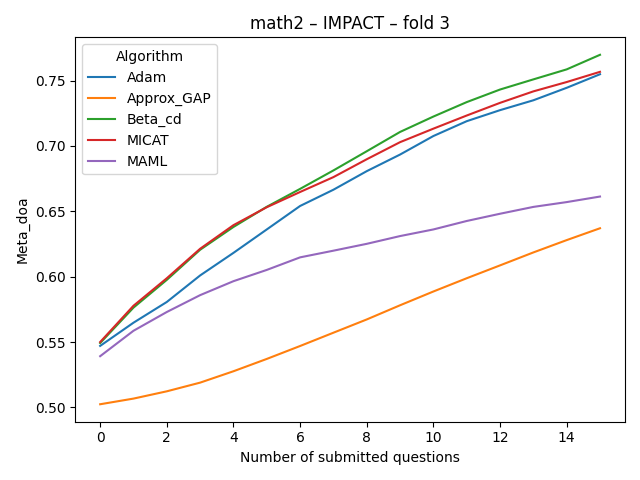 math2 – IMPACT – fold 3
Algorithm
Adam
Approx_GAP
Beta_cd
MICAT
MAML
Meta_doa
0.75
0.70
0.65
0.60
0.55
0.50
0 2 4 6 8 10 12 14
Number of submitted questions